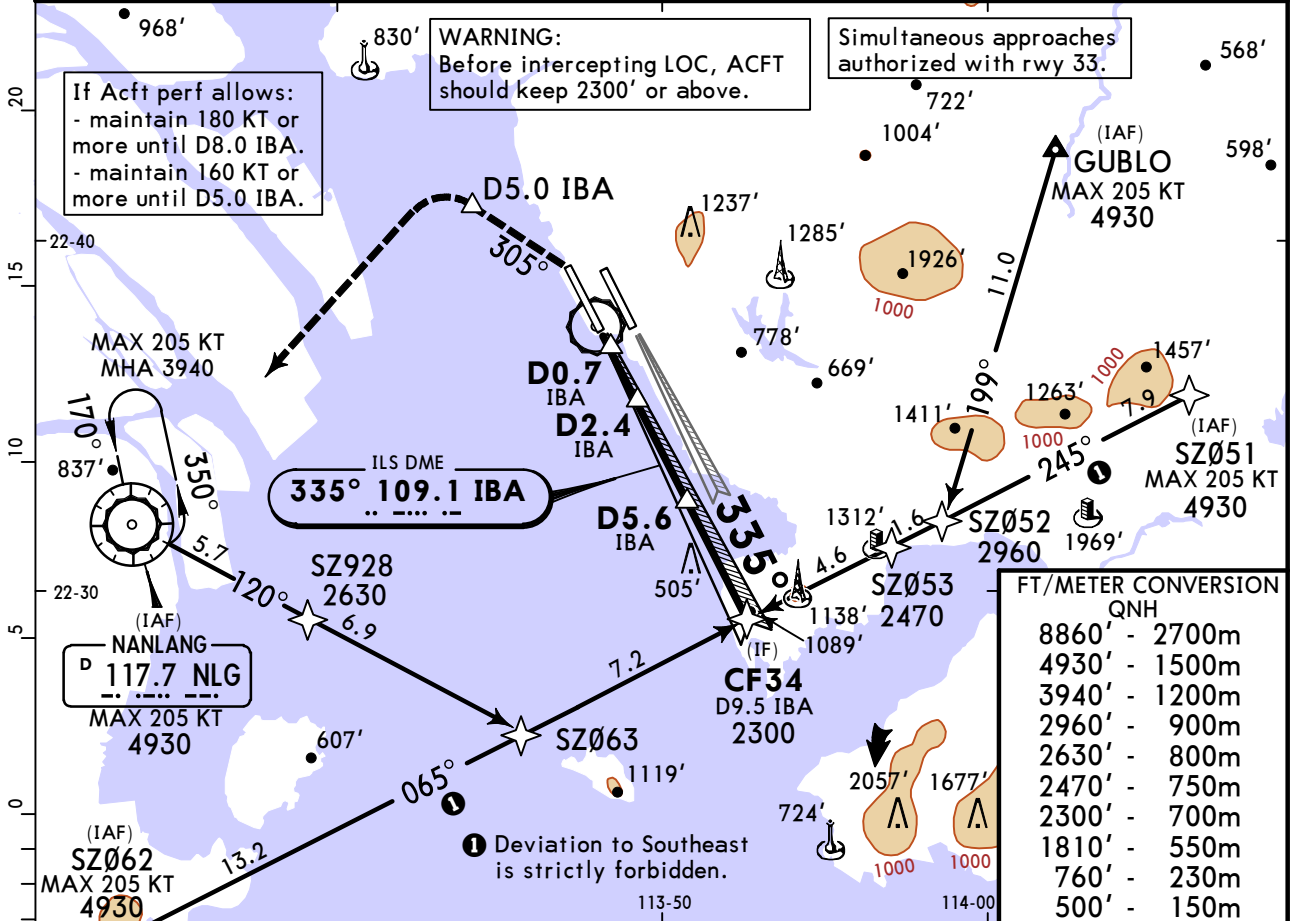 968'
830'
WARNING:
Before intercepting LOC, ACFT
should keep 2300' or above.
Simultaneous approaches
authorized with rwy 33.
568'
If Acft perf allows:
- maintain 180 KT or
more until D8.0 IBA.
- maintain 160 KT or
more until D5.0 IBA.
20
722'
1004'
(IAF)
GUBLO
MAX 205 KT
4930
598'
D5.0 IBA
305°
1237'
1285'
1926'
1000
11.0
22-40
15
MAX 205 KT
MHA 3940
170°
350°
837'
778'
669'
D0.7
IBA
D2.4
IBA
199°
1411'
1263'
1000
1000
1457'
7.9
245°
1
(IAF)
SZØ51
MAX 205 KT
4930
10
ILS DME
335° 109.1 IBA
D5.6
IBA
335°
505'
1312'
1.6
SZØ52
2960
1969'
4.6
SZØ53
2470
1138'
1089'
5.7
120°
SZ928
2630
6.9
22-30
5
(IAF)
NANLANG
D 117.7 NLG
MAX 205 KT
4930
7.2
(IF)
CF34
D9.5 IBA
2300
SZØ63
607'
1119'
065°
1
2057'
1677'
724'
1000
1000
0
(IAF)
SZØ62
MAX 205 KT
4930
13.2
1 Deviation to Southeast
is strictly forbidden.
113-50
114-00
FT/METER CONVERSION
QNH
8860' - 2700m
4930' - 1500m
3940' - 1200m
2960' - 900m
2630' - 800m
2470' - 750m
2300' - 700m
1810' - 550m
760' - 230m
500' - 150m